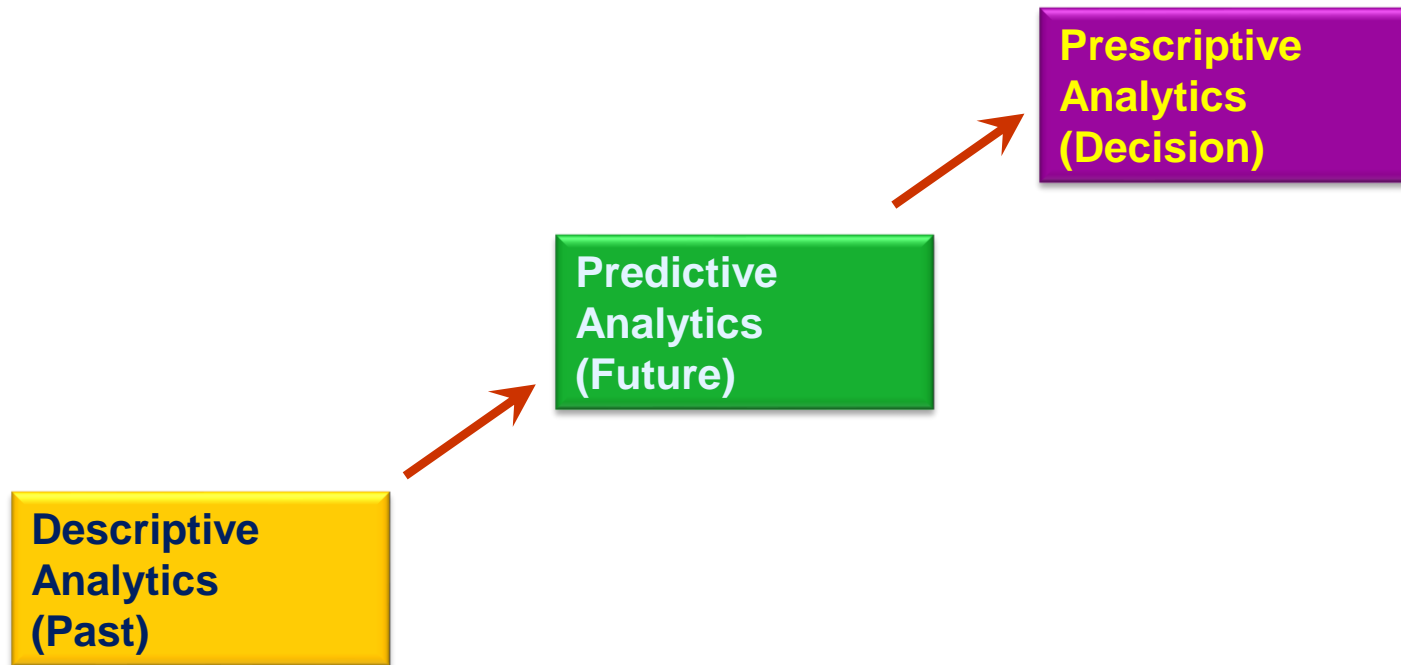 Prescriptive
Analytics
(Decision)
Predictive
Analytics
(Future)
Descriptive
Analytics
(Past)